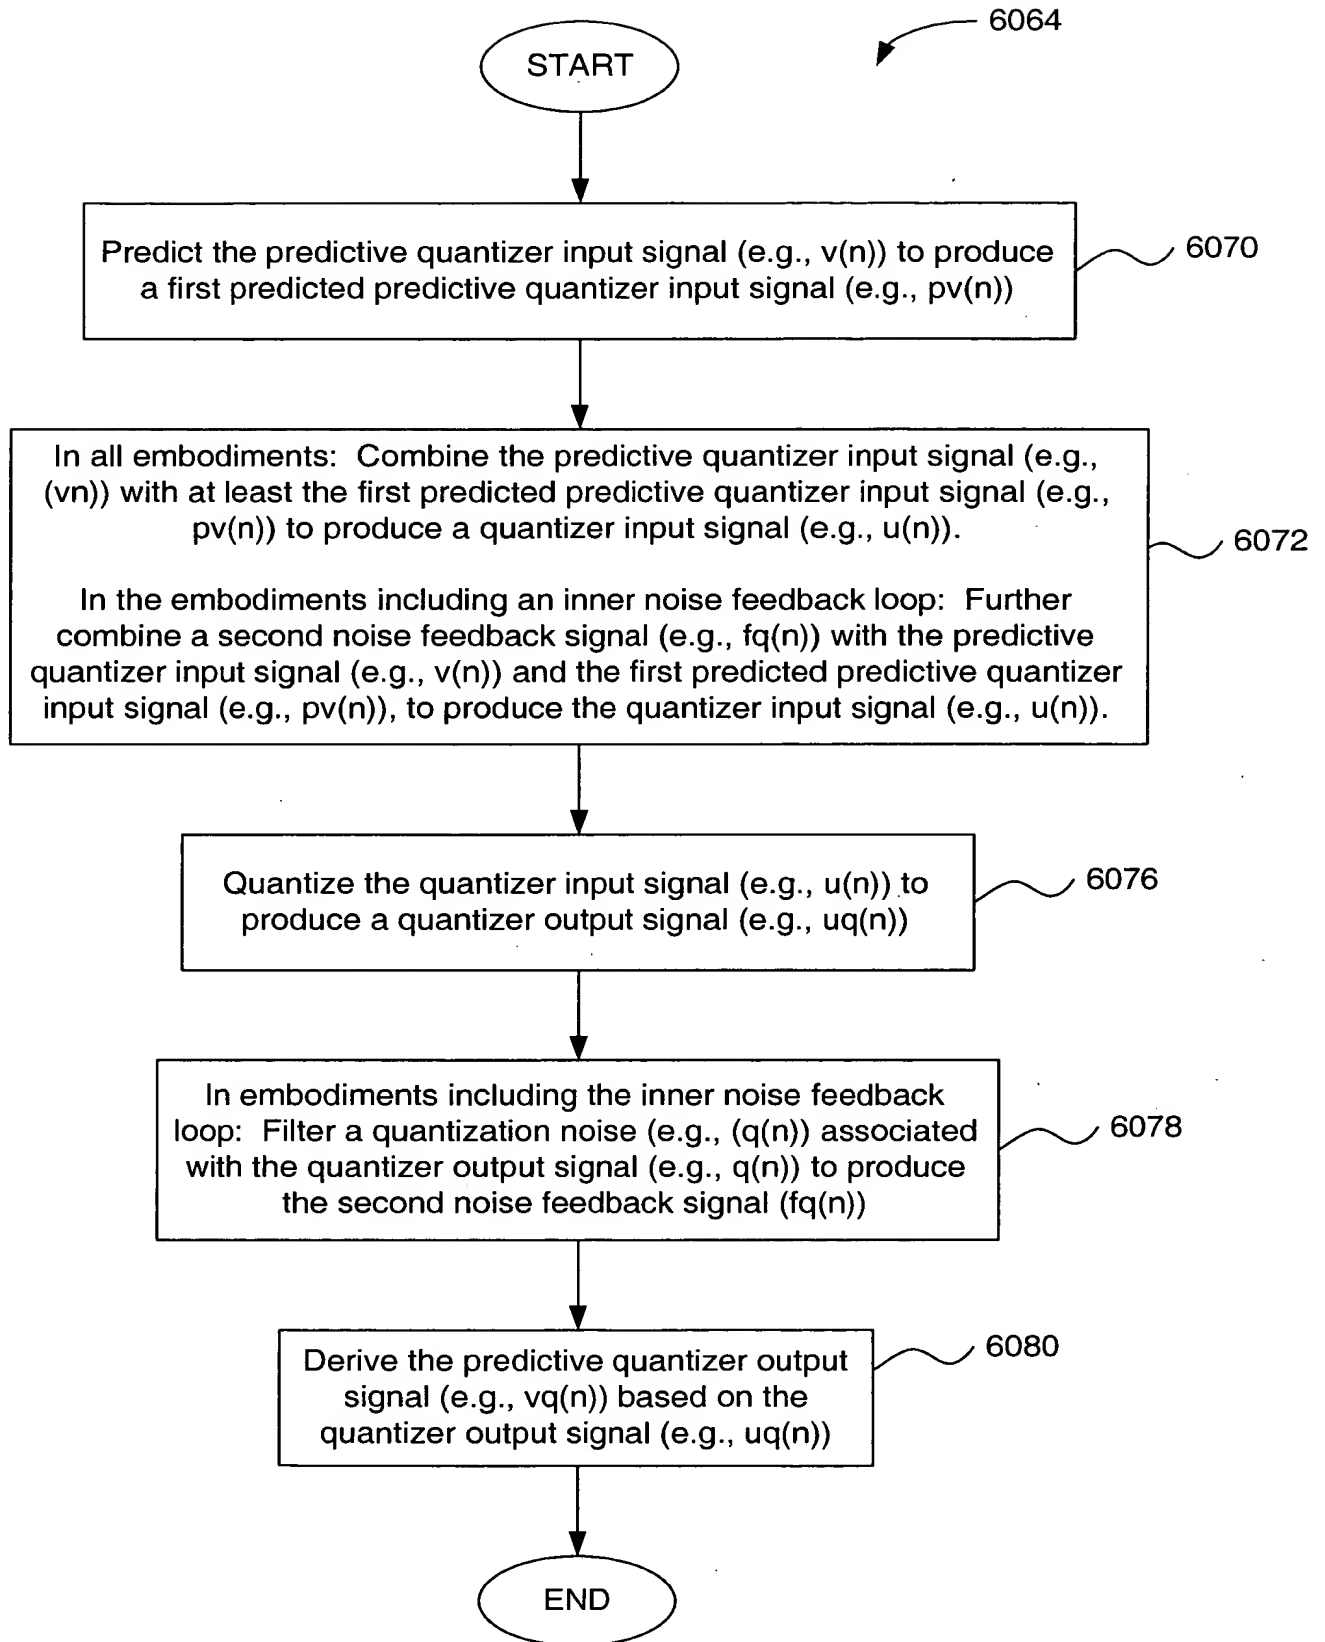 6064
START
Predict the predictive quantizer input signal (e.g., v(n)) to produce
a first predicted predictive quantizer input signal (e.g., pv(n))
6070
In all embodiments: Combine the predictive quantizer input signal (e.g.,
(vn)) with at least the first predicted predictive quantizer input signal (e.g.,
pv(n)) to produce a quantizer input signal (e.g., u(n)).
In the embodiments including an inner noise feedback loop: Further
combine a second noise feedback signal (e.g., fq(n)) with the predictive
quantizer input signal (e.g., v(n)) and the first predicted predictive quantizer
input signal (e.g., pv(n)), to produce the quantizer input signal (e.g., u(n)).
6072
Quantize the quantizer input signal (e.g., u(n)) to
produce a quantizer output signal (e.g., uq(n))
6076
In embodiments including the inner noise feedback
loop: Filter a quantization noise (e.g., (q(n)) associated
with the quantizer output signal (e.g., q(n)) to produce
the second noise feedback signal (fq(n))
6078
Derive the predictive quantizer output
signal (e.g., vq(n)) based on the
quantizer output signal (e.g., uq(n))
6080
END